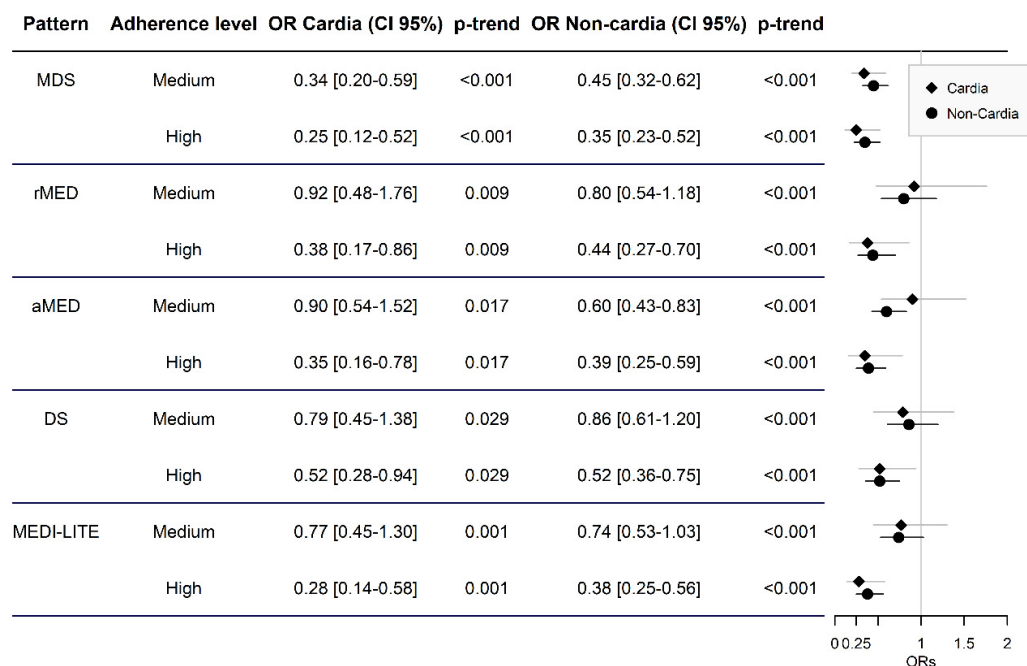 Pattern Adherence level OR Cardia (CI 95%) p-trend OR Non-cardia (CI 95%) p-trend
MDS Medium 0.34 [0.20-0.59] <0.001 0.45 [0.32-0.62] <0.001
Cardia
Non-Cardia
High 0.25 [0.12-0.52] <0.001 0.35 [0.23-0.52] <0.001
rMED Medium 0.92 [0.48-1.76] 0.009 0.80 [0.54-1.18] <0.001
High 0.38 [0.17-0.86] 0.009 0.44 [0.27-0.70] <0.001
aMED Medium 0.90 [0.54-1.52] 0.017 0.60 [0.43-0.83] <0.001
High 0.35 [0.16-0.78] 0.017 0.39 [0.25-0.59] <0.001
DS Medium 0.79 [0.45-1.38] 0.029 0.86 [0.61-1.20] <0.001
High 0.52 [0.28-0.94] 0.029 0.52 [0.36-0.75] <0.001
MEDI-LITE Medium 0.77 [0.45-1.30] 0.001 0.74 [0.53-1.03] <0.001
High 0.28 [0.14-0.58] 0.001 0.38 [0.25-0.56] <0.001
0 0.25 1 1.5 2
ORs